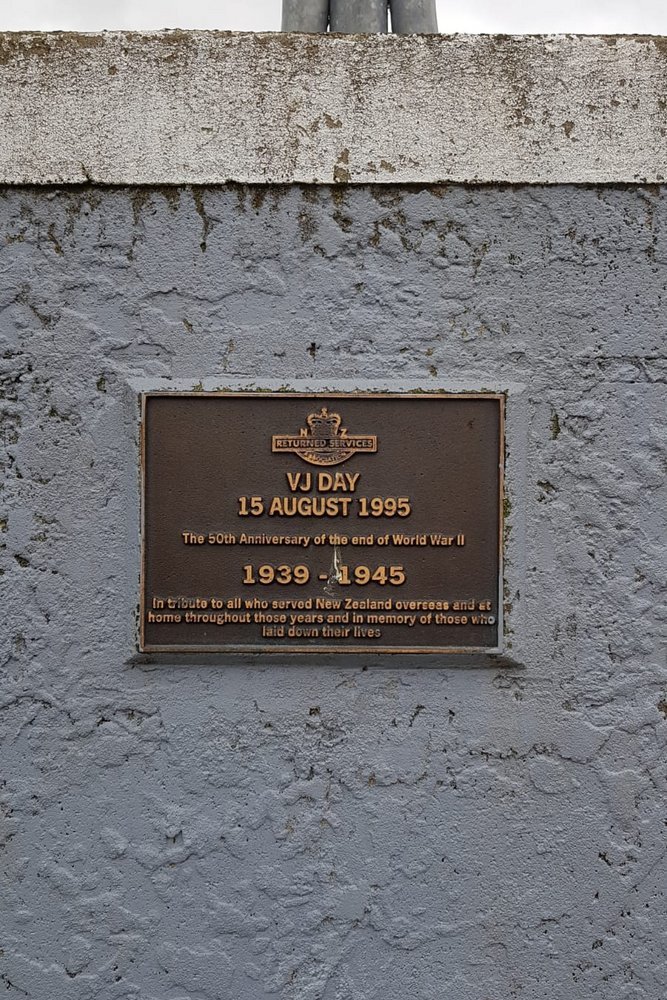 N Z
RETURNED SERVICES
ASSOCIATION
VJ DAY
15 AUGUST 1995
The 50th Anniversary of the end of World War II
1939 - 1945
In tribute to all who served New Zealand overseas and at
home throughout those years and in memory of those who
laid down their lives